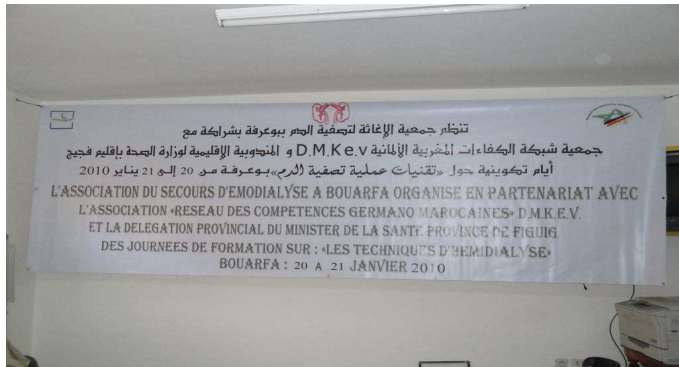 تنظم جمعية الإغاثة لتصفية الدم ببوعرفة بشراكة مع
جمعية شبكة الكفاءات المغربية الألمانية D.M.K e.v و المندوبية الإقليمية لوزارة الصحة بإقليم فجيج
أيام تكوينية حول «تقنيات عملية تصفية الدم» بوعرفة من 20 إلى 21 يناير 2010
L'ASSOCIATION DU SECOURS D'EMODIALYSE A BOUARFA ORGANISE EN PARTENARIAT AVEC
L'ASSOCIATION «RESEAU DES COMPETENCES GERMANO MAROCAINES» D.M.K.E.V.
ET LA DELEGATION PROVINCIAL DU MINISTER DE LA SANTE PROVINCE DE FIGUIG
DES JOURNEES DE FORMATION SUR : «LES TECHNIQUES D'HEMIDIALYSE»
BOUARFA : 20 A 21 JANVIER 2010